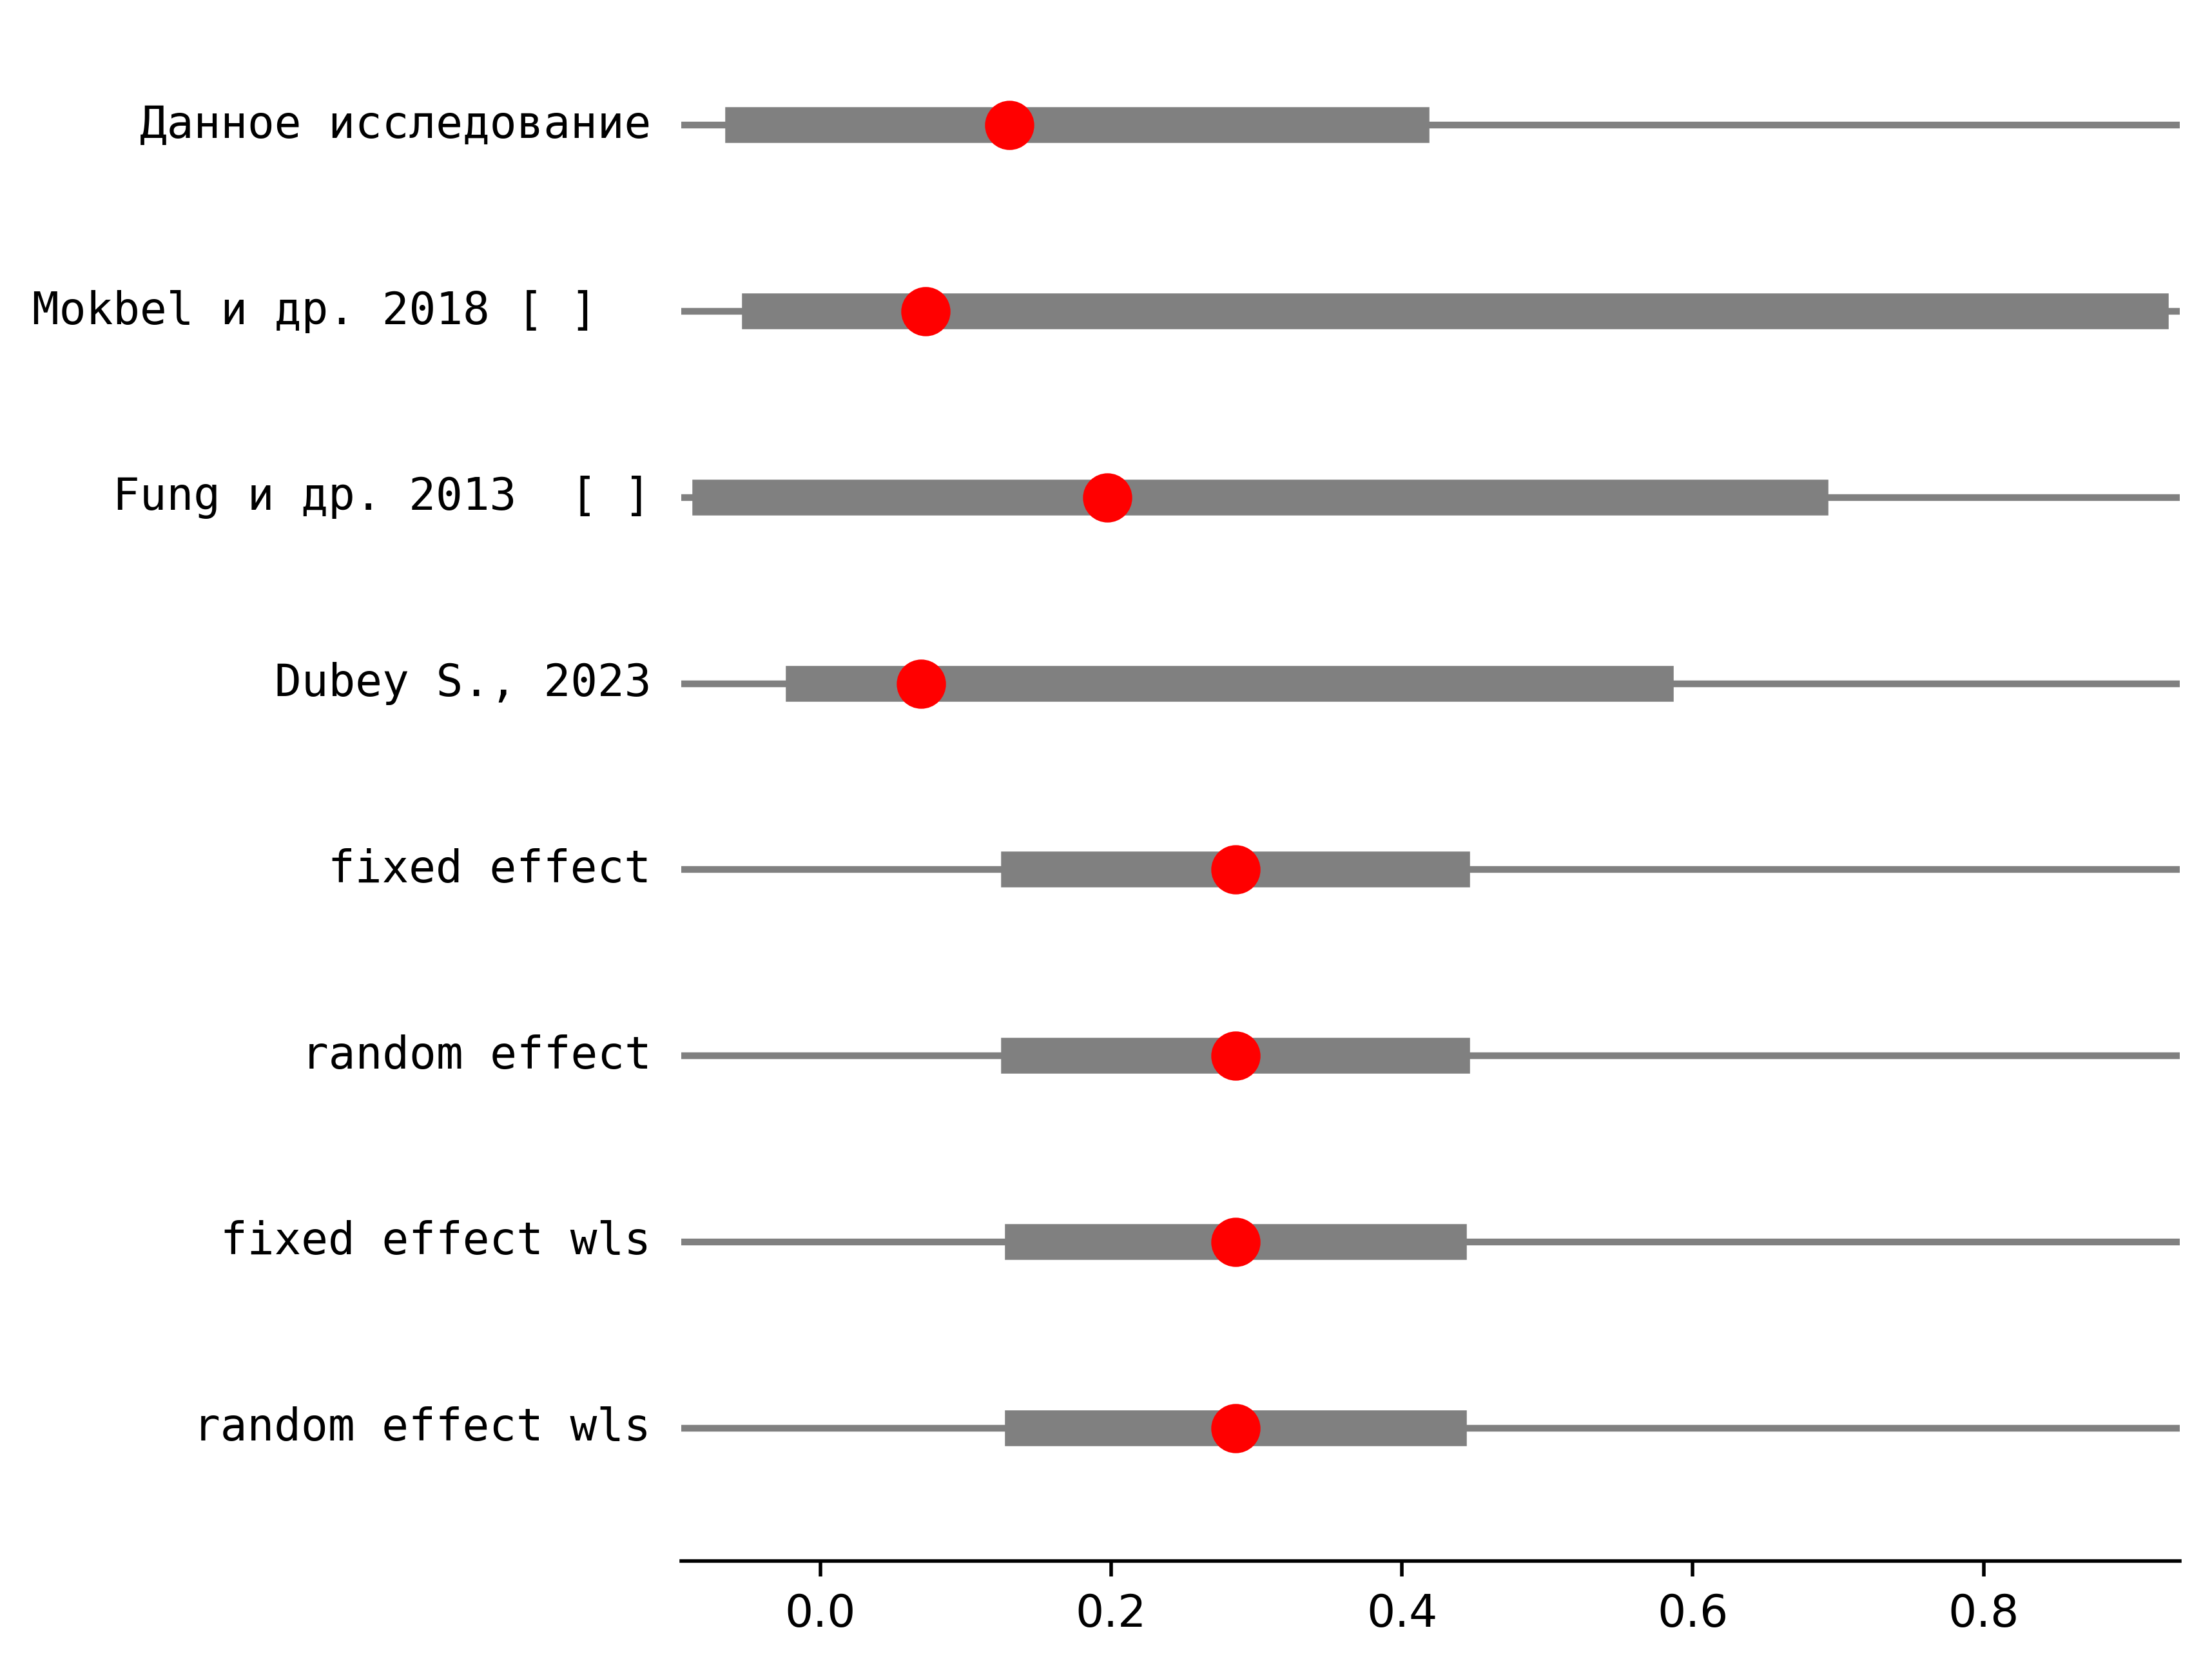 Данное исследование
Mokbel и др. 2018 [ ]
Fung и др. 2013  [ ]
Dubey S., 2023
fixed effect
random effect
fixed effect wls
random effect wls
0.0 0.2 0.4 0.6 0.8